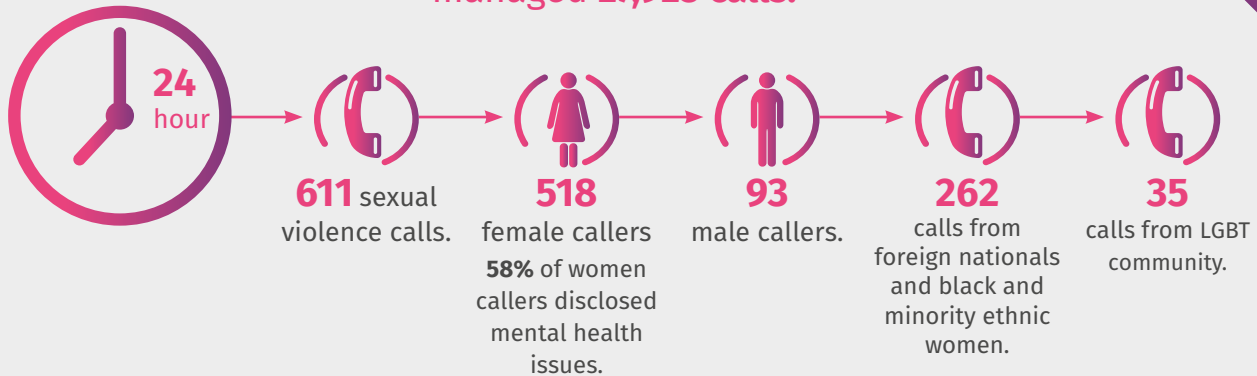 calls.
24
hour
611 sexual
violence calls.
518
female callers
58% of women
callers disclosed
mental health
issues.
93
male callers.
262
calls from
foreign nationals
and black and
minority ethnic
women.
35
calls from LGBT
community.